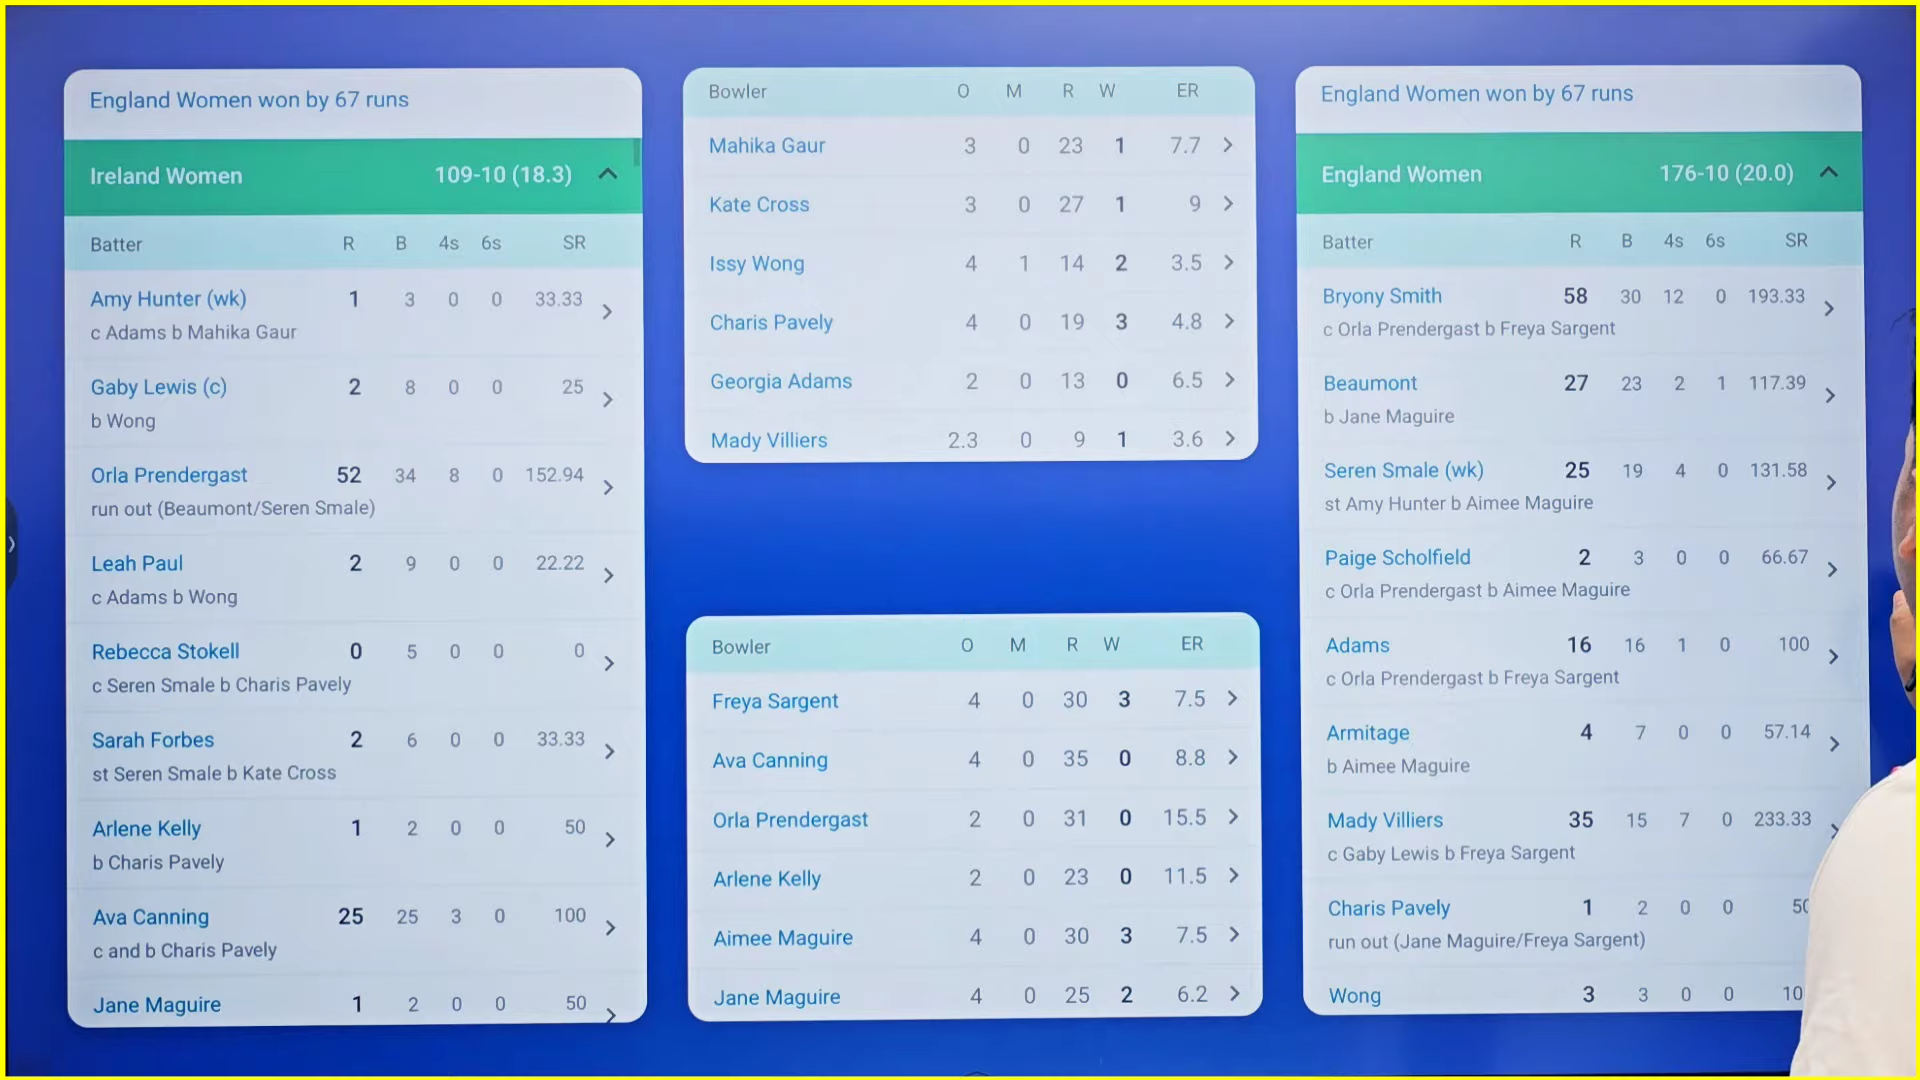 England Women won by 67 runs
Ireland Women 109-10 (18.3)
Batter R B 4s 6s SR
Amy Hunter (wk) 1 3 0 0 33.33
c Adams b Mahika Gaur
Gaby Lewis (c) 2 8 0 0 25
b Wong
Orla Prendergast 52 34 8 0 152.94
run out (Beaumont/Seren Smale)
Leah Paul 2 9 0 0 22.22
c Adams b Wong
Rebecca Stokell 0 5 0 0 0
c Seren Smale b Charis Pavely
Sarah Forbes 2 6 0 0 33.33
st Seren Smale b Kate Cross
Arlene Kelly 1 2 0 0 50
b Charis Pavely
Ava Canning 25 25 3 0 100
c and b Charis Pavely
Jane Maguire 1 2 0 0 50
Bowler O M R W ER
Mahika Gaur 3 0 23 1 7.7
Kate Cross 3 0 27 1 9
Issy Wong 4 1 14 2 3.5
Charis Pavely 4 0 19 3 4.8
Georgia Adams 2 0 13 0 6.5
Mady Villiers 2.3 0 9 1 3.6
Bowler O M R W ER
Freya Sargent 4 0 30 3 7.5
Ava Canning 4 0 35 0 8.8
Orla Prendergast 2 0 31 0 15.5
Arlene Kelly 2 0 23 0 11.5
Aimee Maguire 4 0 30 3 7.5
Jane Maguire 4 0 25 2 6.2
England Women won by 67 runs
England Women 176-10 (20.0)
Batter R B 4s 6s SR
Bryony Smith 58 30 12 0 193.33
c Orla Prendergast b Freya Sargent
Beaumont 27 23 2 1 117.39
b Jane Maguire
Seren Smale (wk) 25 19 4 0 131.58
st Amy Hunter b Aimee Maguire
Paige Scholfield 2 3 0 0 66.67
c Orla Prendergast b Aimee Maguire
Adams 16 16 1 0 100
c Orla Prendergast b Freya Sargent
Armitage 4 7 0 0 57.14
b Aimee Maguire
Mady Villiers 35 15 7 0 233.33
c Gaby Lewis b Freya Sargent
Charis Pavely 1 2 0 0 50
run out (Jane Maguire/Freya Sargent)
Wong 3 3 0 0